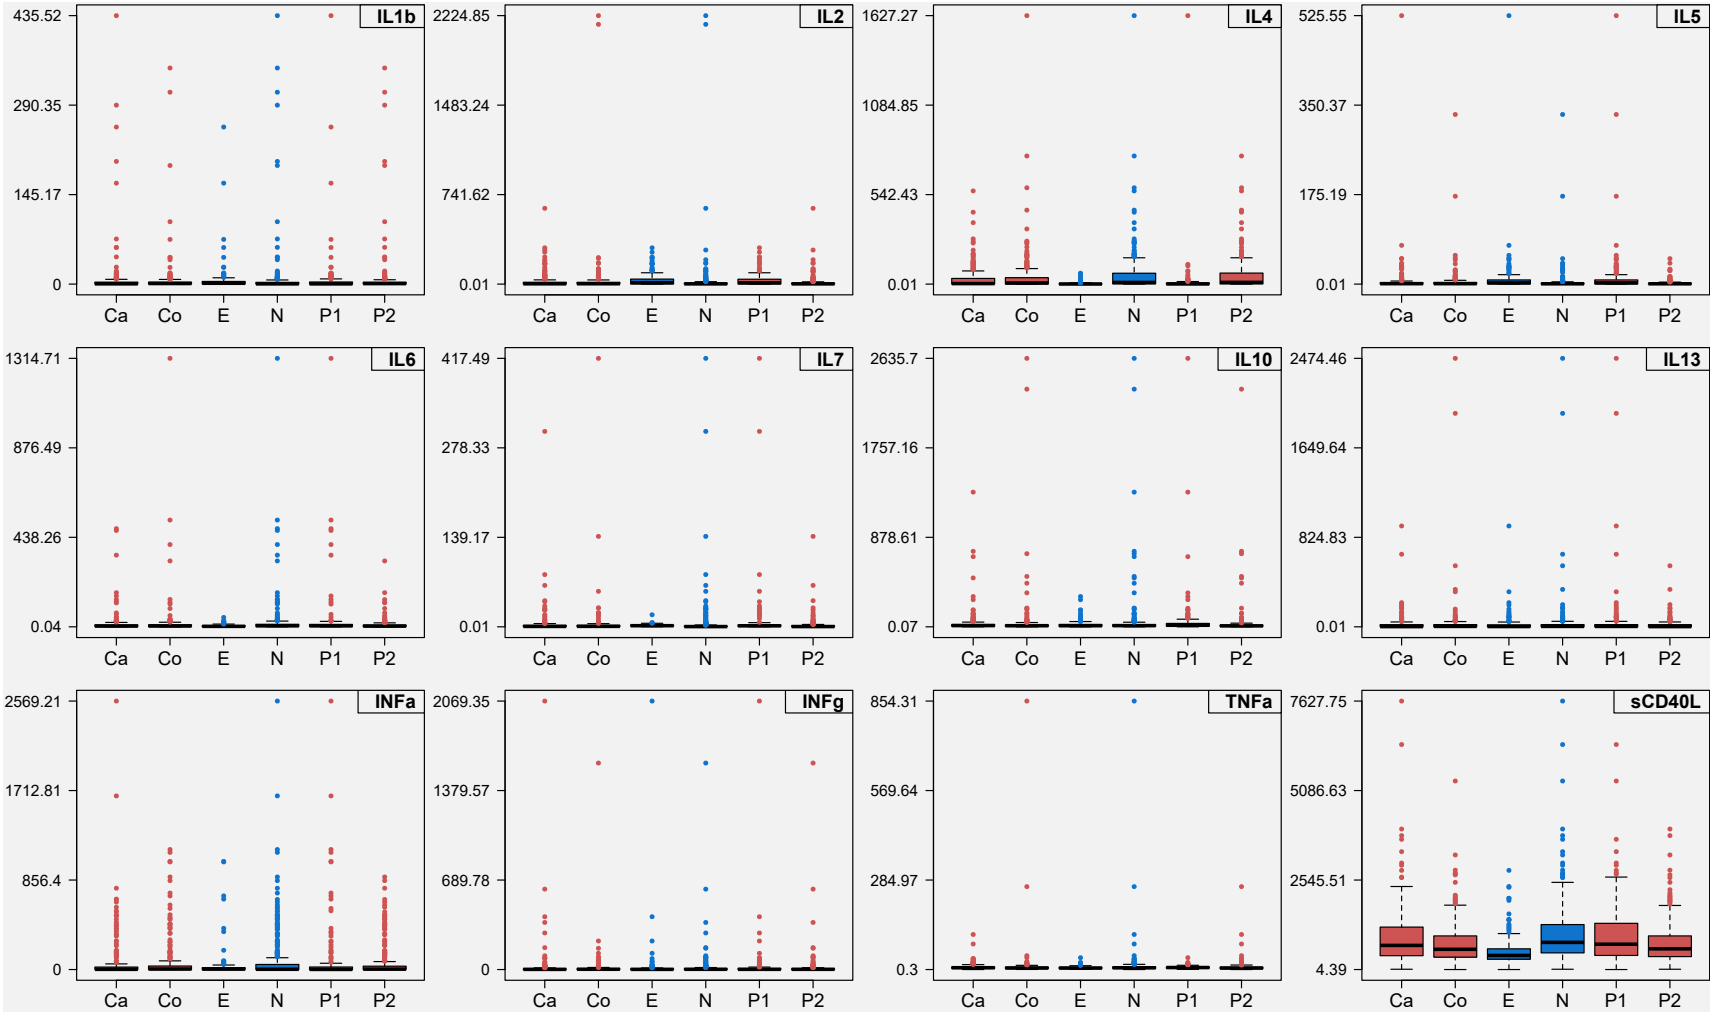 IL1b
435.52
290.35
145.17
0
Ca Co E N P1 P2
IL2
2224.85
1483.24
741.62
0.01
Ca Co E N P1 P2
IL4
1627.27
1084.85
542.43
0.01
Ca Co E N P1 P2
IL5
525.55
350.37
175.19
0.01
Ca Co E N P1 P2
IL6
1314.71
876.49
438.26
0.04
Ca Co E N P1 P2
IL7
417.49
278.33
139.17
0.01
Ca Co E N P1 P2
IL10
2635.7
1757.16
878.61
0.07
Ca Co E N P1 P2
IL13
2474.46
1649.64
824.83
0.01
Ca Co E N P1 P2
INFa
2569.21
1712.81
856.4
0
Ca Co E N P1 P2
INFg
2069.35
1379.57
689.78
0
Ca Co E N P1 P2
TNFa
854.31
569.64
284.97
0.3
Ca Co E N P1 P2
sCD40L
7627.75
5086.63
2545.51
4.39
Ca Co E N P1 P2